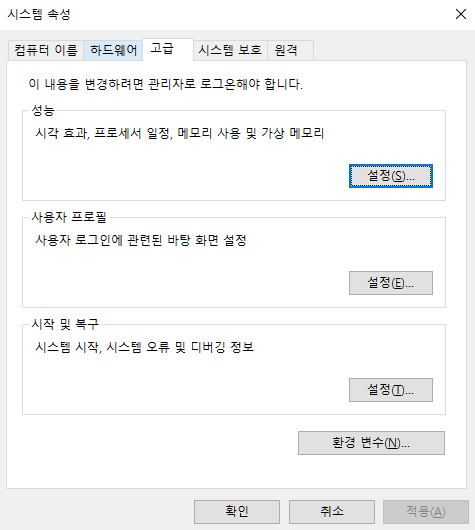 시스템 속성
컴퓨터 이름 하드웨어 고급 시스템 보호 원격
이 내용을 변경하려면 관리자로 로그온해야 합니다.
성능
시각 효과, 프로세서 일정, 메모리 사용 및 가상 메모리
설정(S)...
사용자 프로필
사용자 로그인에 관련된 바탕 화면 설정
설정(E)...
시작 및 복구
시스템 시작, 시스템 오류 및 디버깅 정보
설정(T)...
환경 변수(N)...
확인 취소 적용(A)